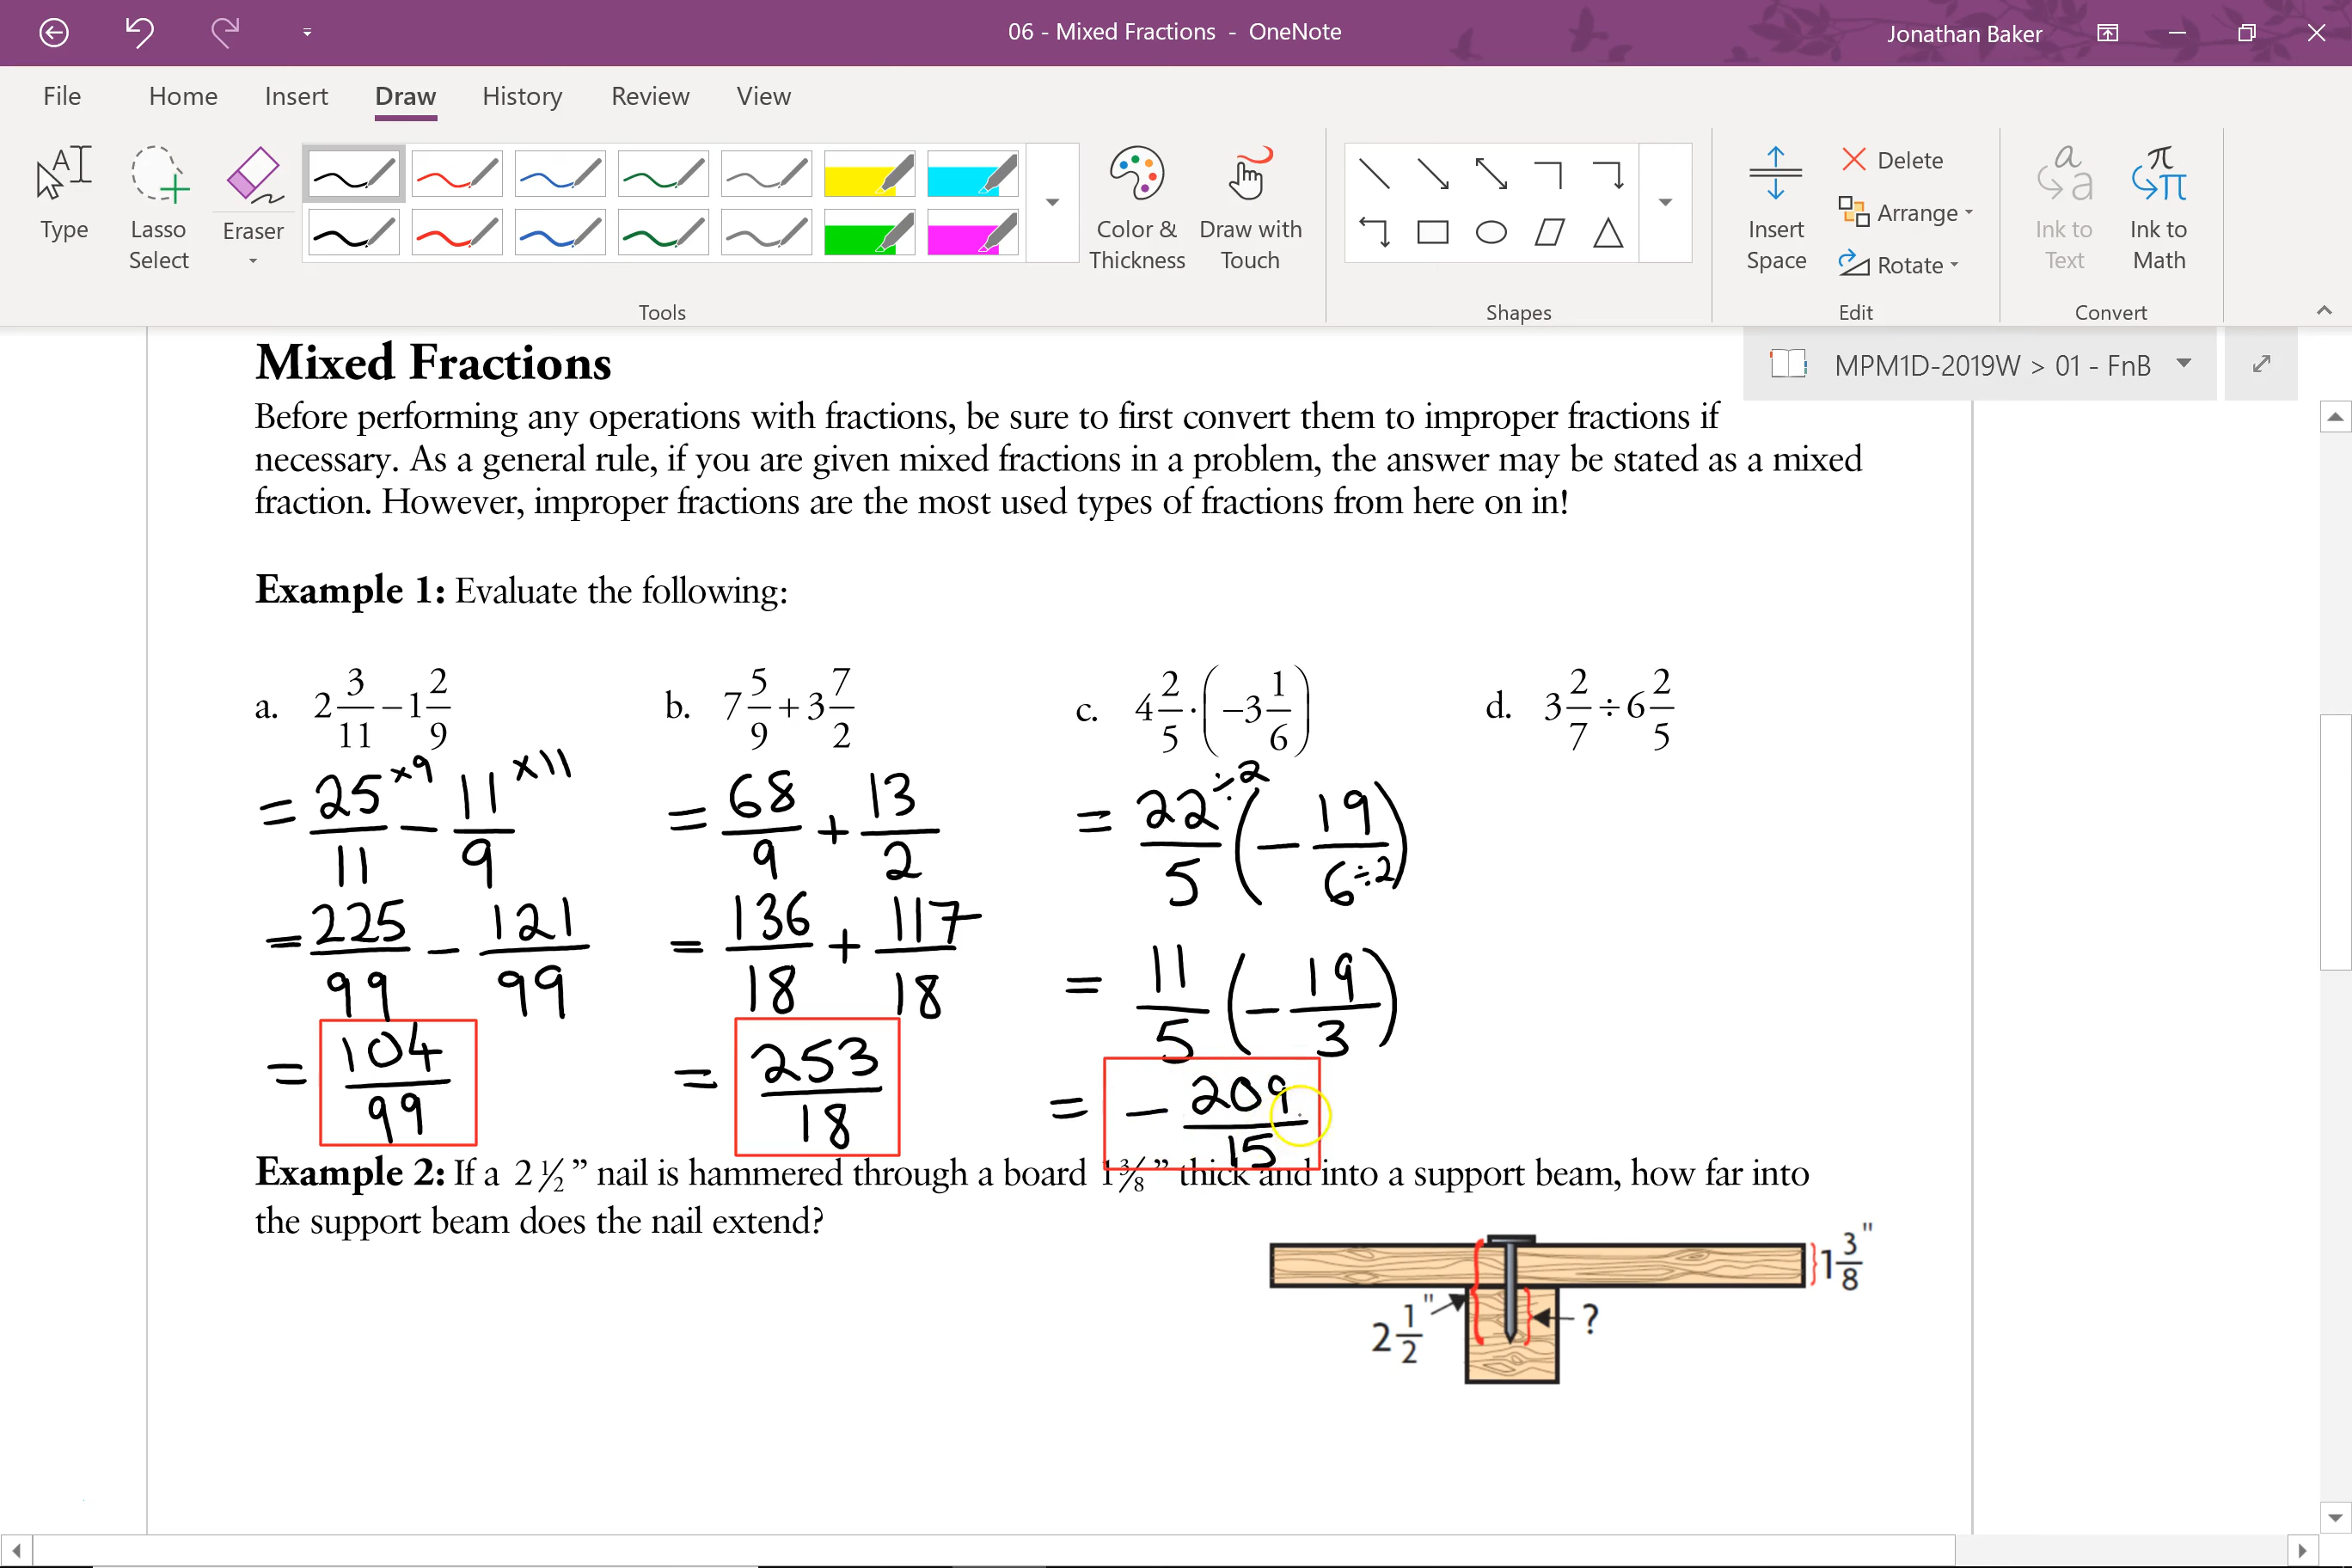 06 - Mixed Fractions - OneNote
Jonathan Baker
File Home Insert Draw History Review View
Type
Lasso Select
Eraser
Color & Thickness
Draw with Touch
Insert Space
Delete
Arrange
Rotate
Ink to Text
Ink to Math
Tools Shapes Edit Convert
MPM1D-2019W > 01 - FnB
Mixed Fractions
Before performing any operations with fractions, be sure to first convert them to improper fractions if
necessary. As a general rule, if you are given mixed fractions in a problem, the answer may be stated as a mixed
fraction. However, improper fractions are the most used types of fractions from here on in!
Example 1: Evaluate the following:
a. 2 3/11 − 1 2/9
= 25 ×9/11 − 11 ×11/9
= 225/99 − 121/99
= 104/99
b. 7 5/9 + 3 7/2
= 68/9 + 13/2
= 136/18 + 117/18
= 253/18
c. 4 2/5 · (−3 1/6)
= 22 ÷2/5 (− 19/6 ÷2)
= 11/5 (− 19/3)
= − 209/15
d. 3 2/7 ÷ 6 2/5
Example 2: If a 2 ½” nail is hammered through a board 1⅜” thick and into a support beam, how far into
the support beam does the nail extend?
1 3/8"
2 1/2"
?